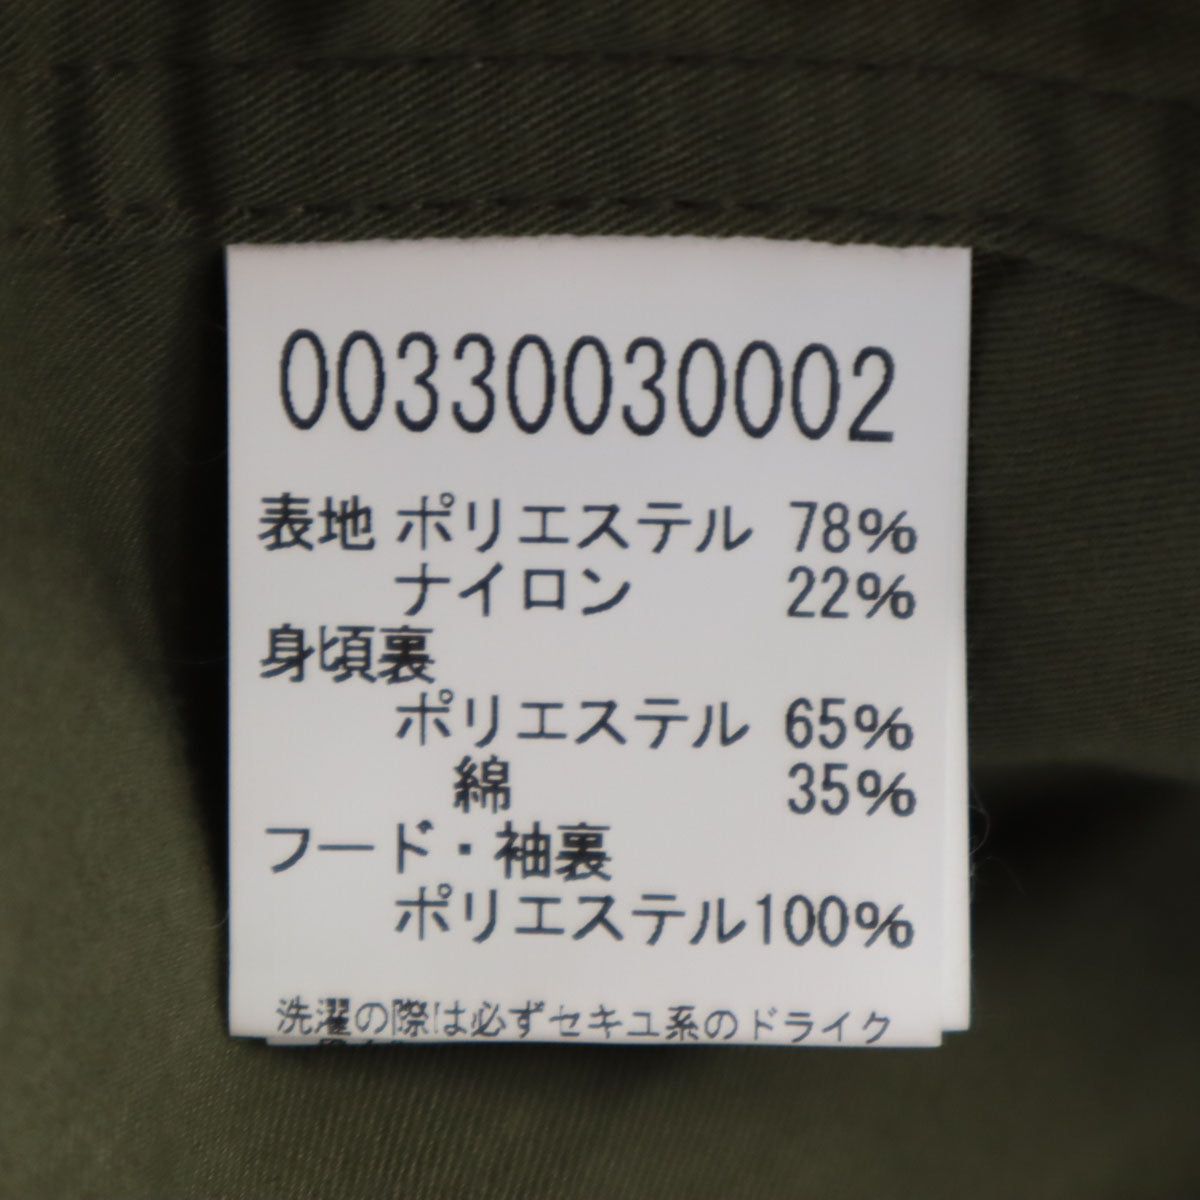 00330030002
表地 ポリエステル 78%
ナイロン 22%
身頃裏
ポリエステル 65%
綿 35%
フード・袖裏
ポリエステル100%
洗濯の際は必ずセキユ系のドライク